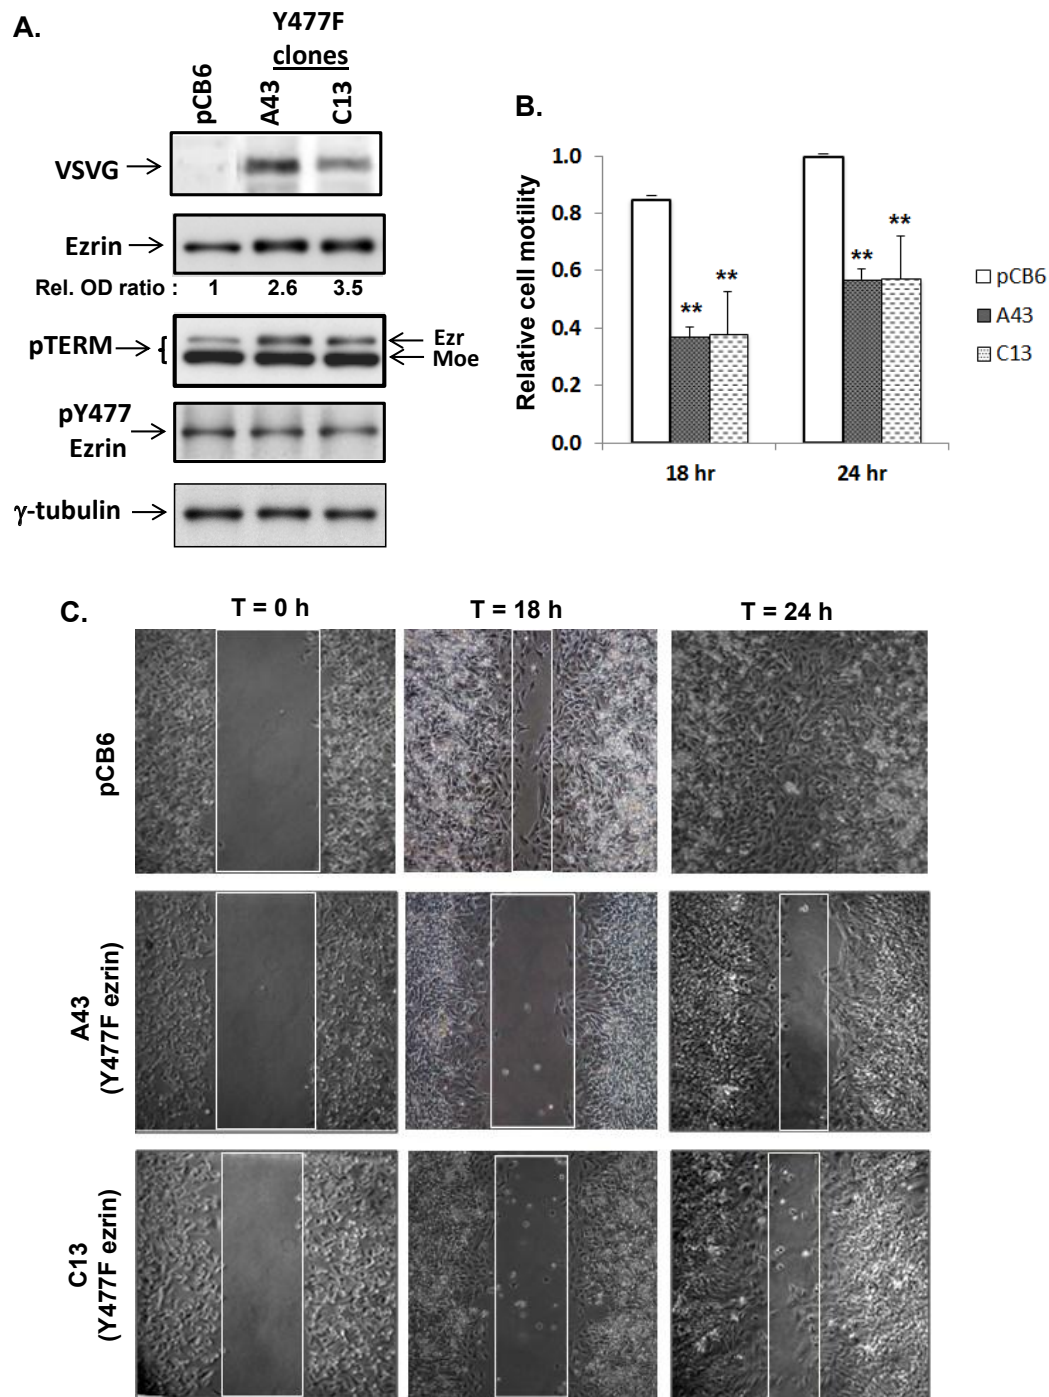 A.
Y477F
clones
pCB6
A43
C13
VSVG
Ezrin
Rel. OD ratio : 1 2.6 3.5
pTERM
Ezr
Moe
pY477
Ezrin
γ-tubulin
B.
Relative cell motility
1.0
0.8
0.6
0.4
0.2
0.0
**
**
**
**
18 hr
24 hr
pCB6
A43
C13
C.
T = 0 h
T = 18 h
T = 24 h
pCB6
A43
(Y477F ezrin)
C13
(Y477F ezrin)